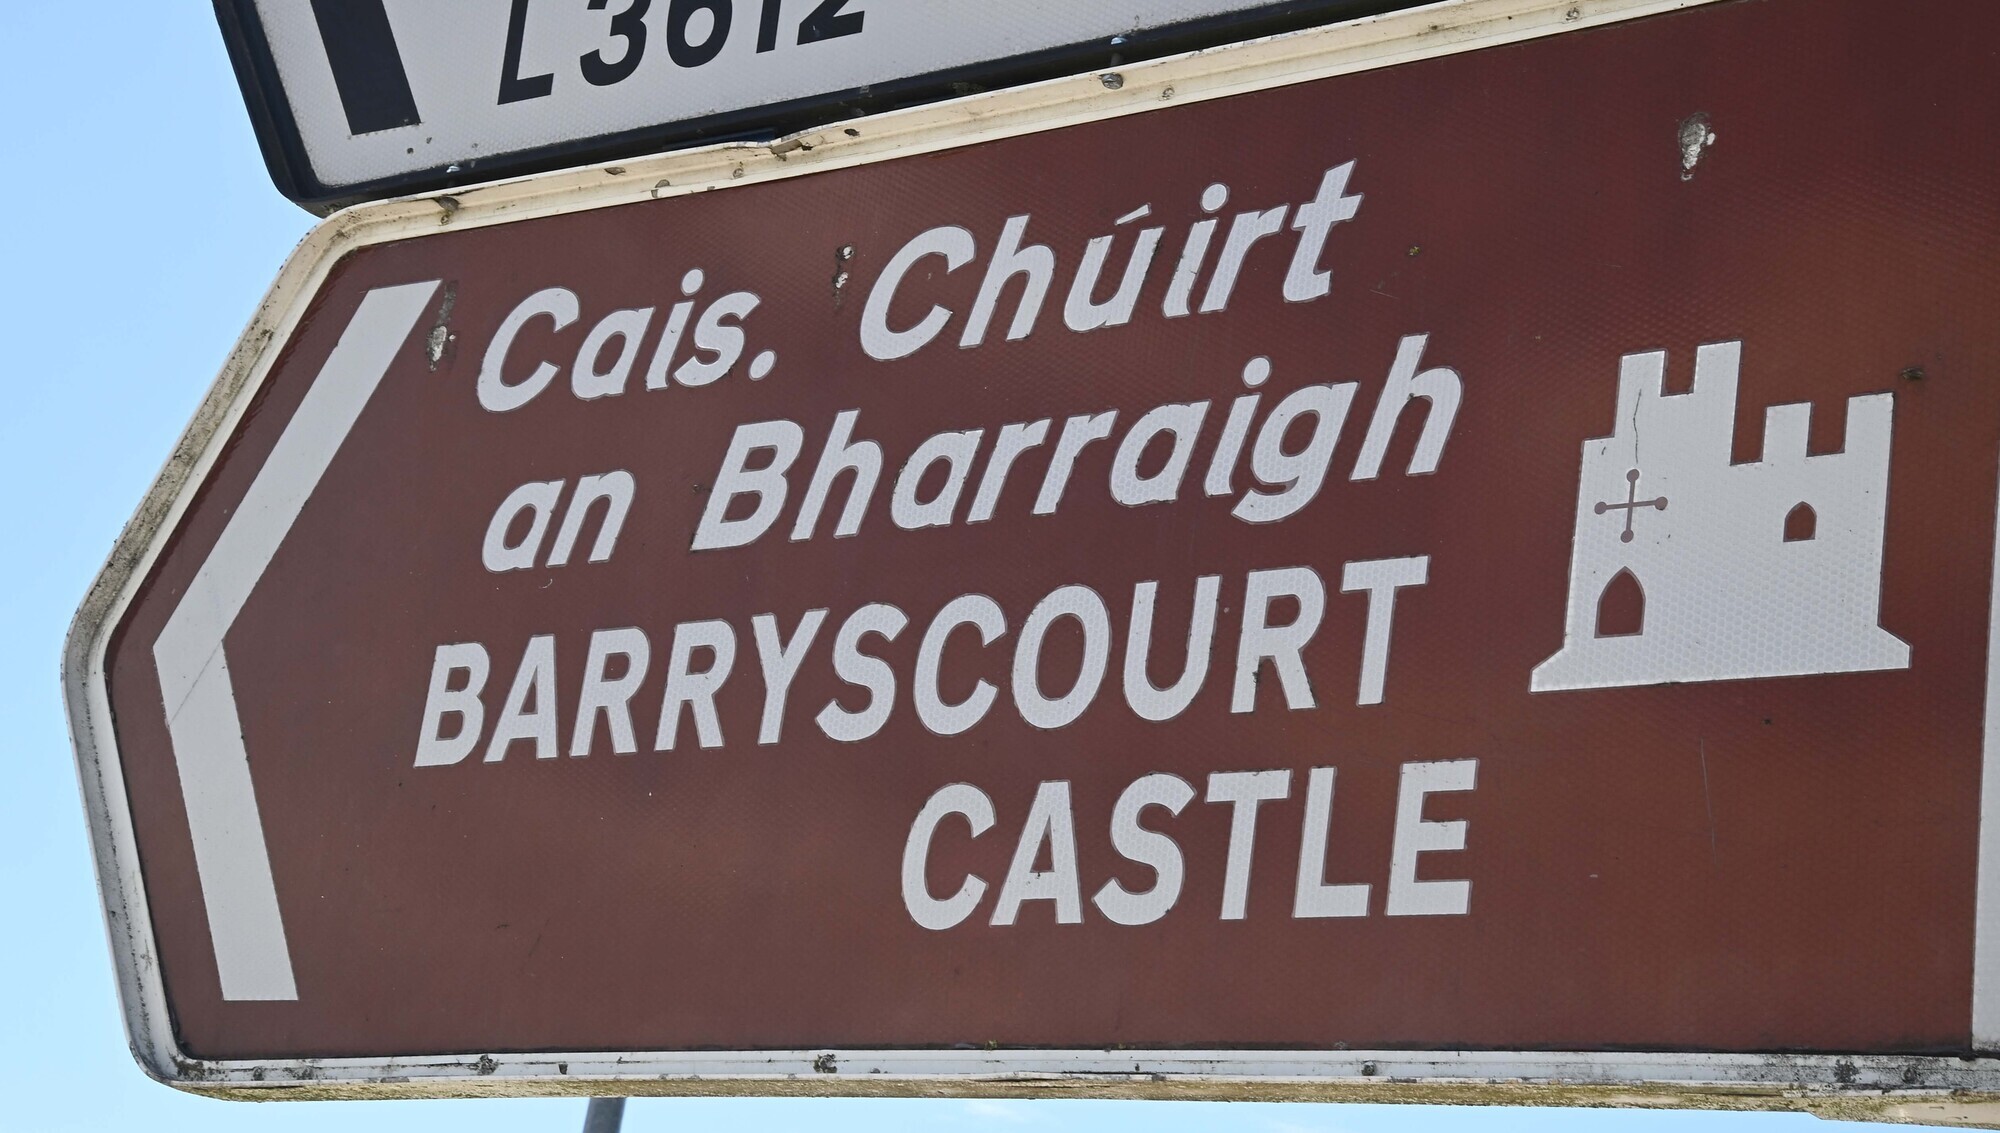 L3612
Cais. Chúirt
an Bharraigh
BARRYSCOURT
CASTLE